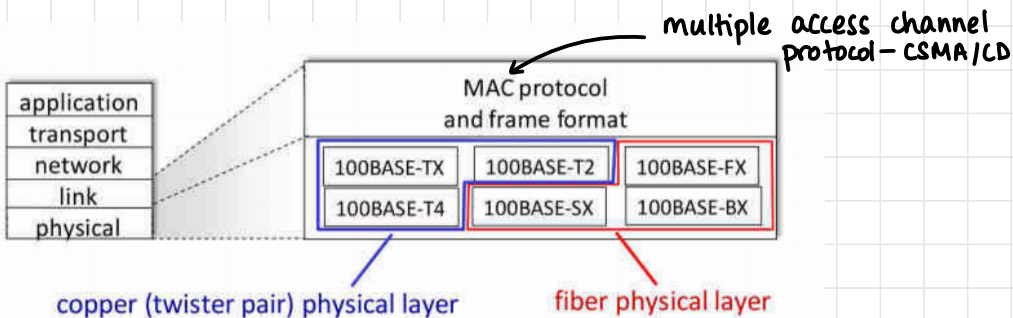 multiple access channel
protocol - CSMA/CD
application
transport
network
link
physical
MAC protocol
and frame format
100BASE-TX
100BASE-T2
100BASE-FX
100BASE-T4
100BASE-SX
100BASE-BX
copper (twister pair) physical layer
fiber physical layer